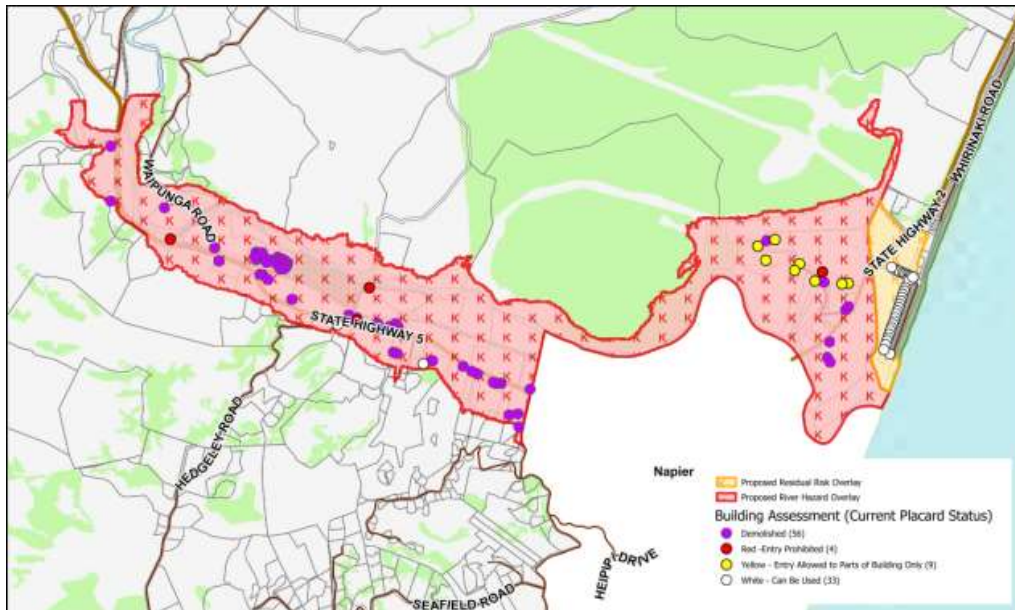 WAIPUNGA ROAD
STATE HIGHWAY 5
HEDGELEY ROAD
SEAFIELD ROAD
HEIPIPI DRIVE
STATE HIGHWAY 2
WHIRINAKI ROAD
Napier
Proposed Residual Risk Overlay
Proposed River Hazard Overlay
Building Assessment (Current Placard Status)
Demolished (56)
Red -Entry Prohibited (4)
Yellow - Entry Allowed to Parts of Building Only (9)
White - Can Be Used (33)